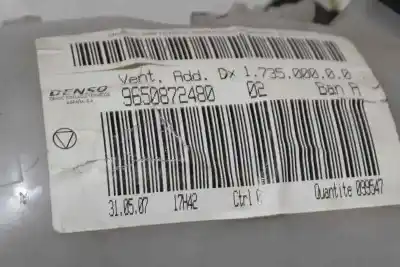 Vent. Add. Dx 1.735.000.0.0
DENSO
9650872480 02 Ban A
31.05.07 17H42 Ctrl Quantite 099547